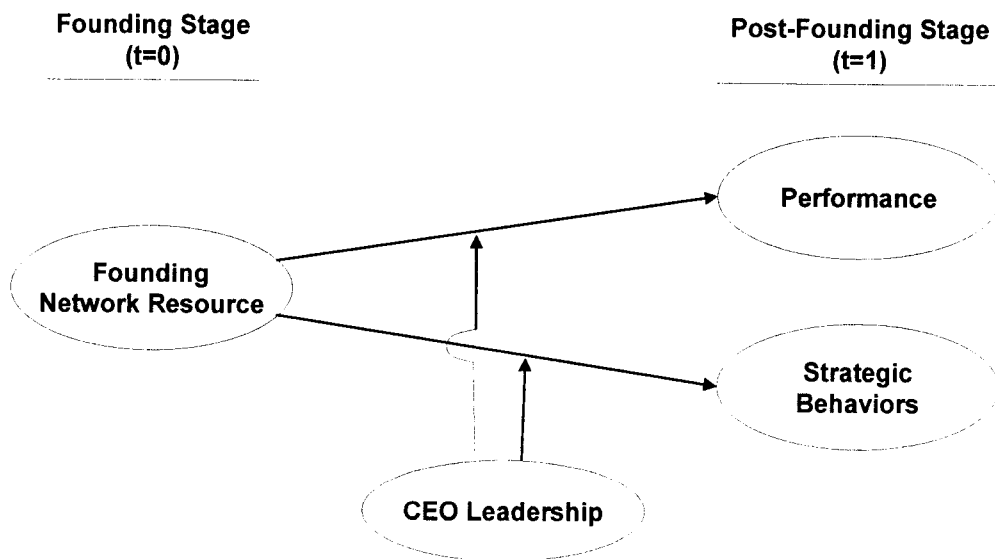 Founding Stage
(t=0)
Post-Founding Stage
(t=1)
Performance
Founding
Network Resource
Strategic
Behaviors
CEO Leadership